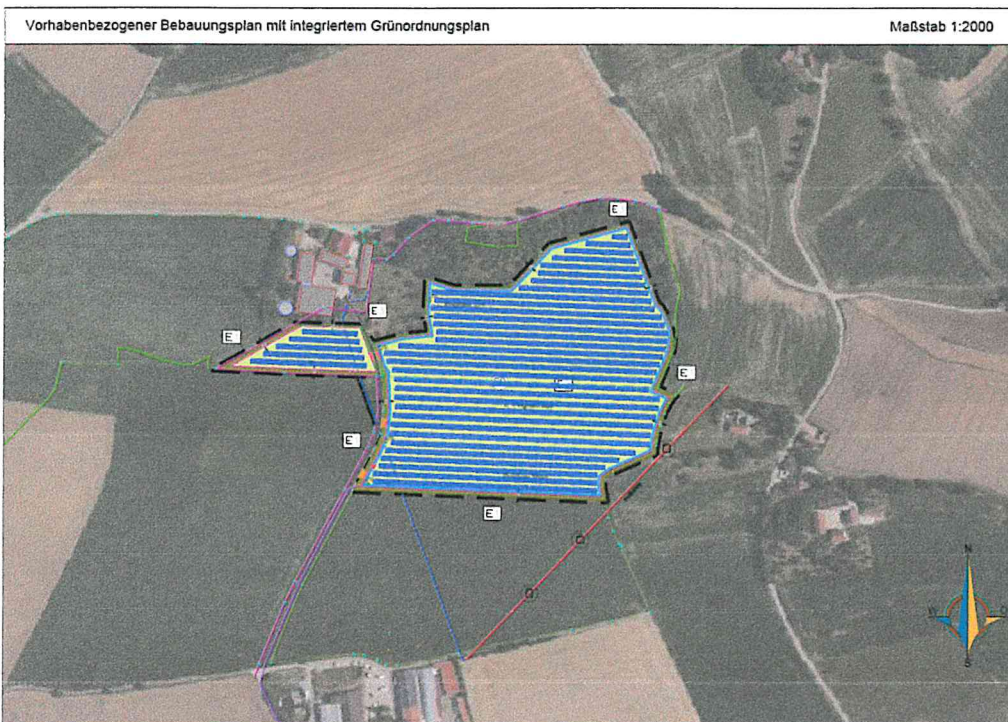 Vorhabenbezogener Bebauungsplan mit integriertem Grünordnungsplan
Maßstab 1:2000
E
E
E
E
E
E
N
W
O
S